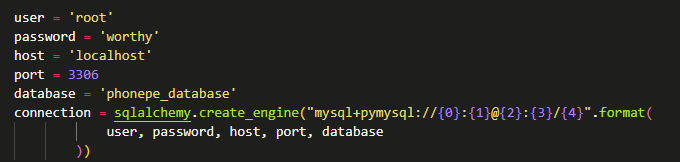 user = 'root'
password = 'worthy'
host = 'localhost'
port = 3306
database = 'phonepe_database'
connection = sqlalchemy.create_engine("mysql+pymysql://{0}:{1}@{2}:{3}/{4}".format(
user, password, host, port, database
))